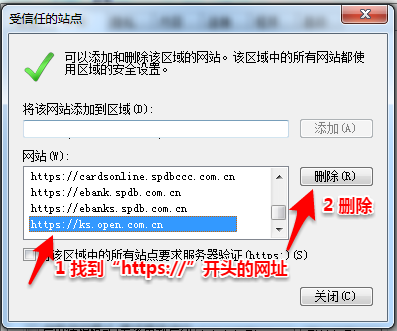 受信任的站点
可以添加和删除该区域的网站。该区域中的所有网站都使
用区域的安全设置。
将该网站添加到区域(D):
添加(A)
网站(W):
https://cardsonline.spdbccc.com.cn
https://ebank.spdb.com.cn
https://ebanks.spdb.com.cn
https://ks.open.com.cn
删除(R)
2 删除
该区域中的所有站点要求服务器验证(https:)(S)
1 找到“https://”开头的网址
关闭(C)